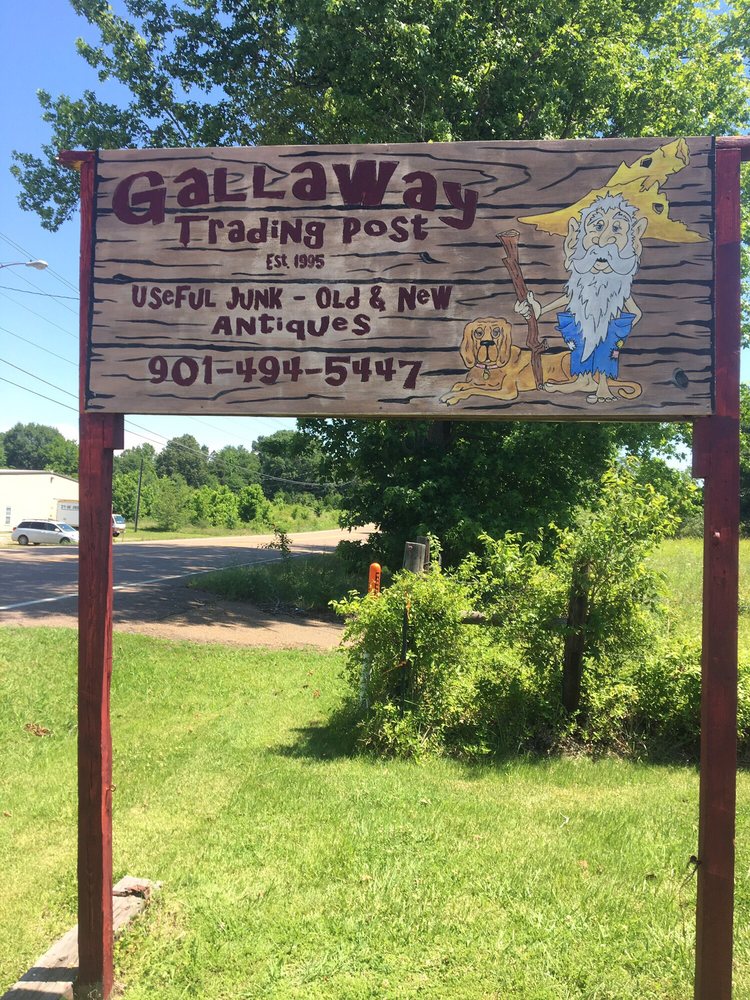 Gallaway
Trading Post
Est. 1995
Useful Junk - Old & New
Antiques
901-494-5447